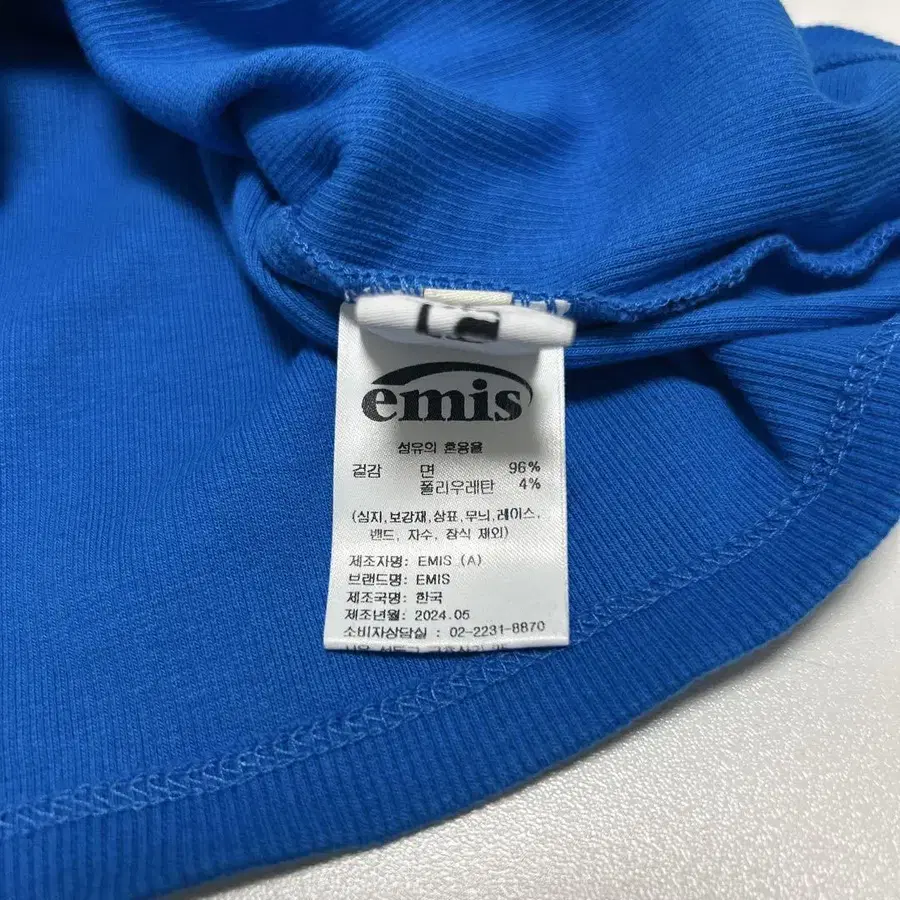 emis
섬유의 혼용율
겉감 면 96%
폴리우레탄 4%
(심지,보강재,상표,무늬,레이스,
밴드, 자수, 장식 제외)
제조자명: EMIS (A)
브랜드명: EMIS
제조국명: 한국
제조년월: 2024.05
소비자상담실 : 02-2231-8870